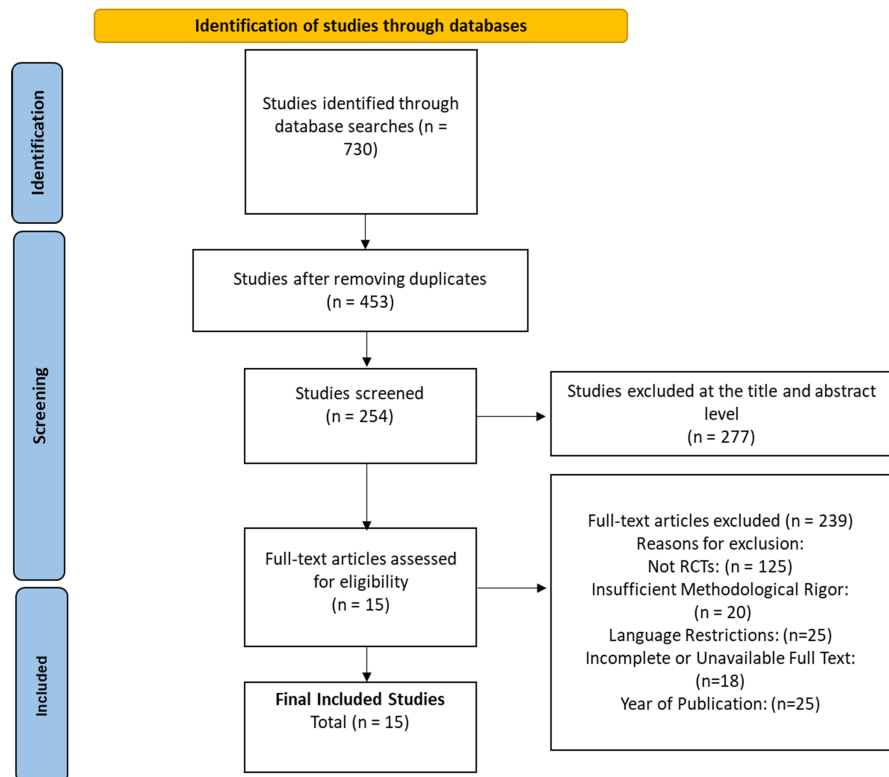 Identification of studies through databases
Identification
Studies identified through
database searches (n =
730)
Screening
Studies after removing duplicates
(n = 453)
Studies screened
(n = 254)
Studies excluded at the title and abstract
level
(n = 277)
Full-text articles assessed
for eligibility
(n = 15)
Full-text articles excluded (n = 239)
Reasons for exclusion:
Not RCTs: (n = 125)
Insufficient Methodological Rigor:
(n = 20)
Language Restrictions: (n=25)
Incomplete or Unavailable Full Text:
(n=18)
Year of Publication: (n=25)
Included
Final Included Studies
Total (n = 15)